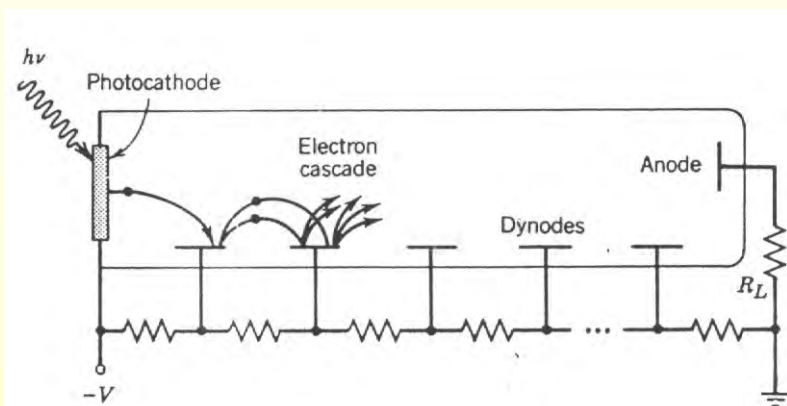 hν
Photocathode
Electron
cascade
Anode
Dynodes
R_L
...
-V